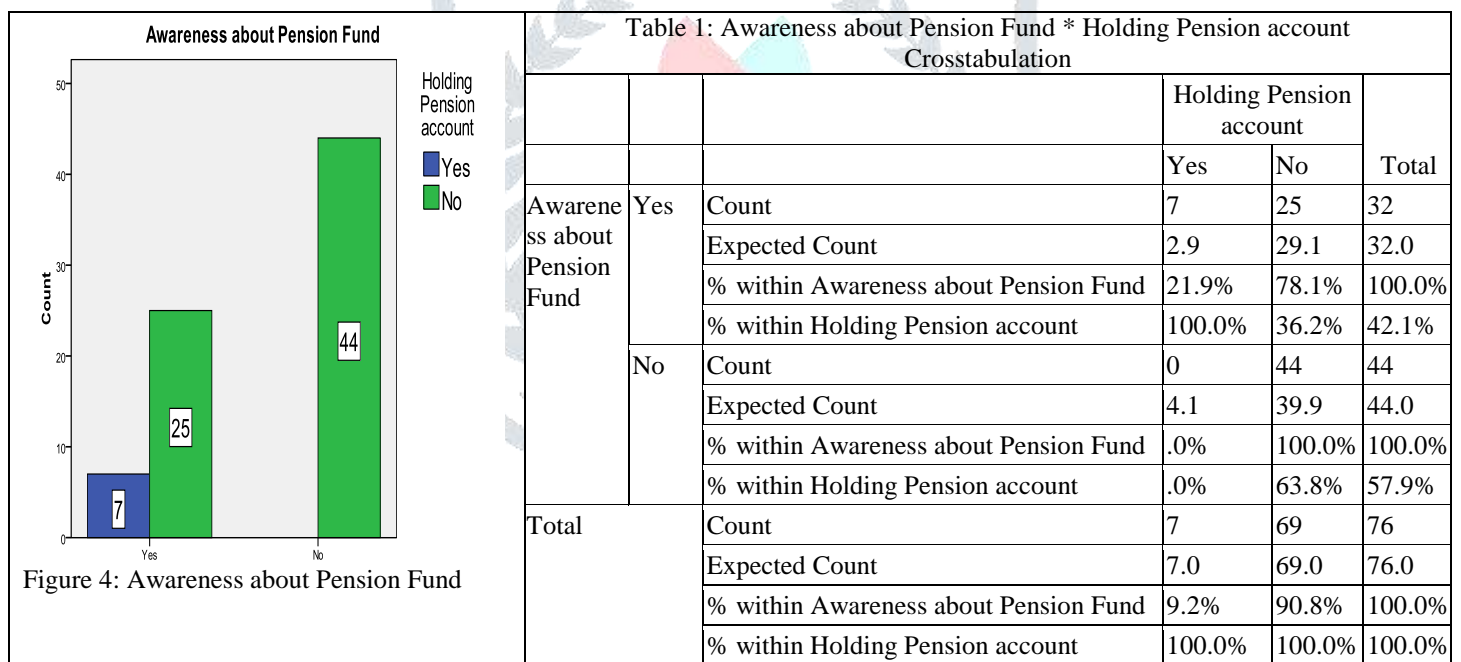 Awareness about Pension Fund
Holding
Pension
account
Yes
No
50
40
30
20
10
0
Count
7
25
44
Yes
No
Figure 4: Awareness about Pension Fund
Table 1: Awareness about Pension Fund * Holding Pension account
Crosstabulation
Holding Pension
account
Yes No Total
Awarene
ss about
Pension
Fund
Yes Count 7 25 32
Expected Count 2.9 29.1 32.0
% within Awareness about Pension Fund 21.9% 78.1% 100.0%
% within Holding Pension account 100.0% 36.2% 42.1%
No Count 0 44 44
Expected Count 4.1 39.9 44.0
% within Awareness about Pension Fund .0% 100.0% 100.0%
% within Holding Pension account .0% 63.8% 57.9%
Total Count 7 69 76
Expected Count 7.0 69.0 76.0
% within Awareness about Pension Fund 9.2% 90.8% 100.0%
% within Holding Pension account 100.0% 100.0% 100.0%